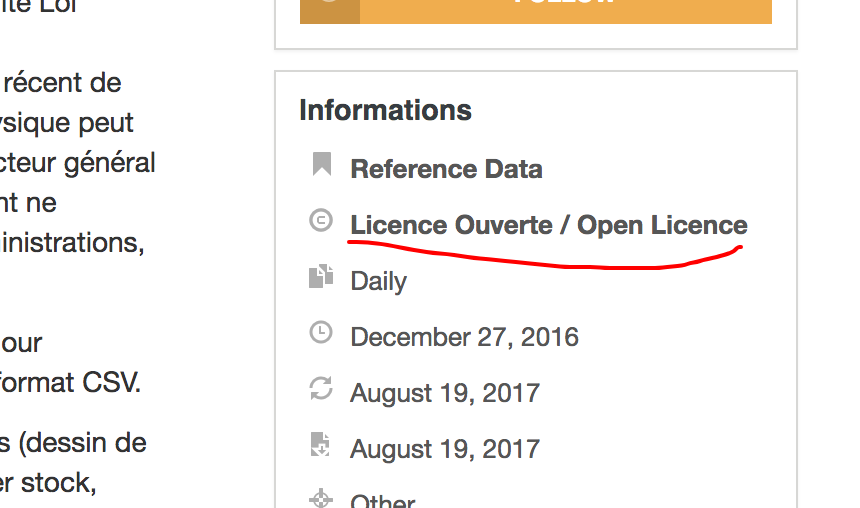 ité Loi
FOLLOW
récent de
ysique peut
cteur général
nt ne
inistrations,
our
format CSV.
s (dessin de
er stock,
Informations
Reference Data
Licence Ouverte / Open Licence
Daily
December 27, 2016
August 19, 2017
August 19, 2017
Other